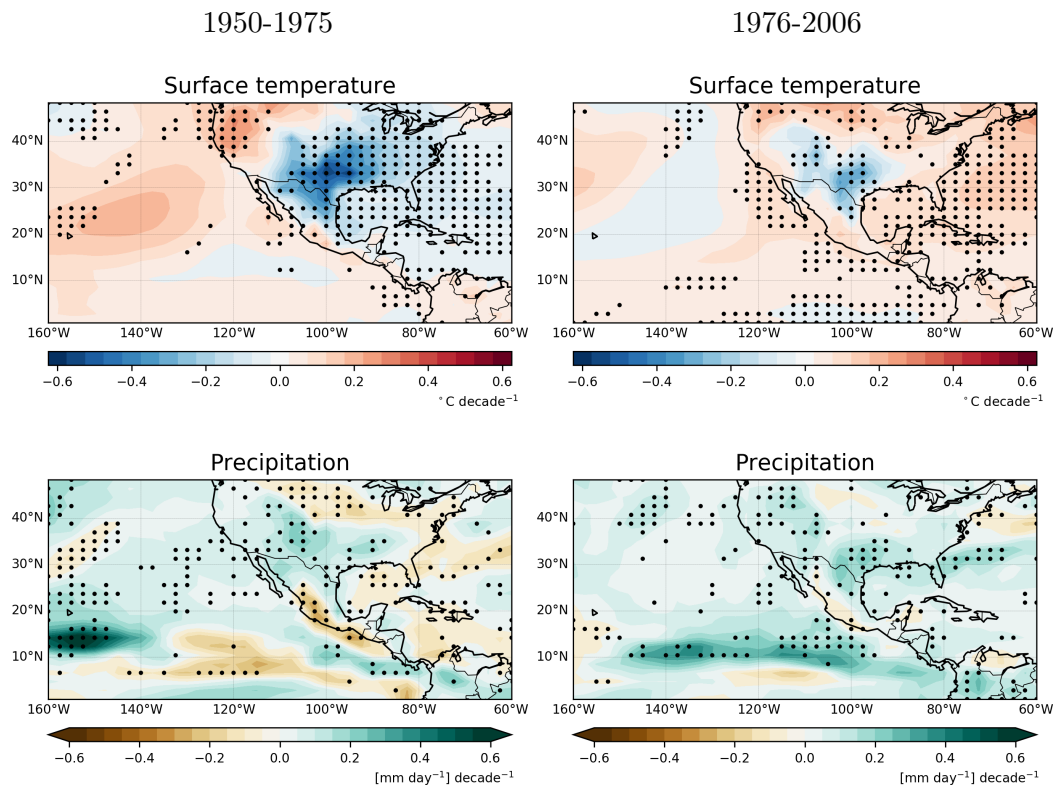 1950-1975 1976-2006
Surface temperature Surface temperature
40°N 40°N
30°N 30°N
20°N 20°N
10°N 10°N
160°W 140°W 120°W 100°W 80°W 60°W 160°W 140°W 120°W 100°W 80°W 60°W
−0.6 −0.4 −0.2 0.0 0.2 0.4 0.6 −0.6 −0.4 −0.2 0.0 0.2 0.4 0.6
°C decade⁻¹ °C decade⁻¹
Precipitation Precipitation
40°N 40°N
30°N 30°N
20°N 20°N
10°N 10°N
160°W 140°W 120°W 100°W 80°W 60°W 160°W 140°W 120°W 100°W 80°W 60°W
−0.6 −0.4 −0.2 0.0 0.2 0.4 0.6 −0.6 −0.4 −0.2 0.0 0.2 0.4 0.6
[mm day⁻¹] decade⁻¹ [mm day⁻¹] decade⁻¹